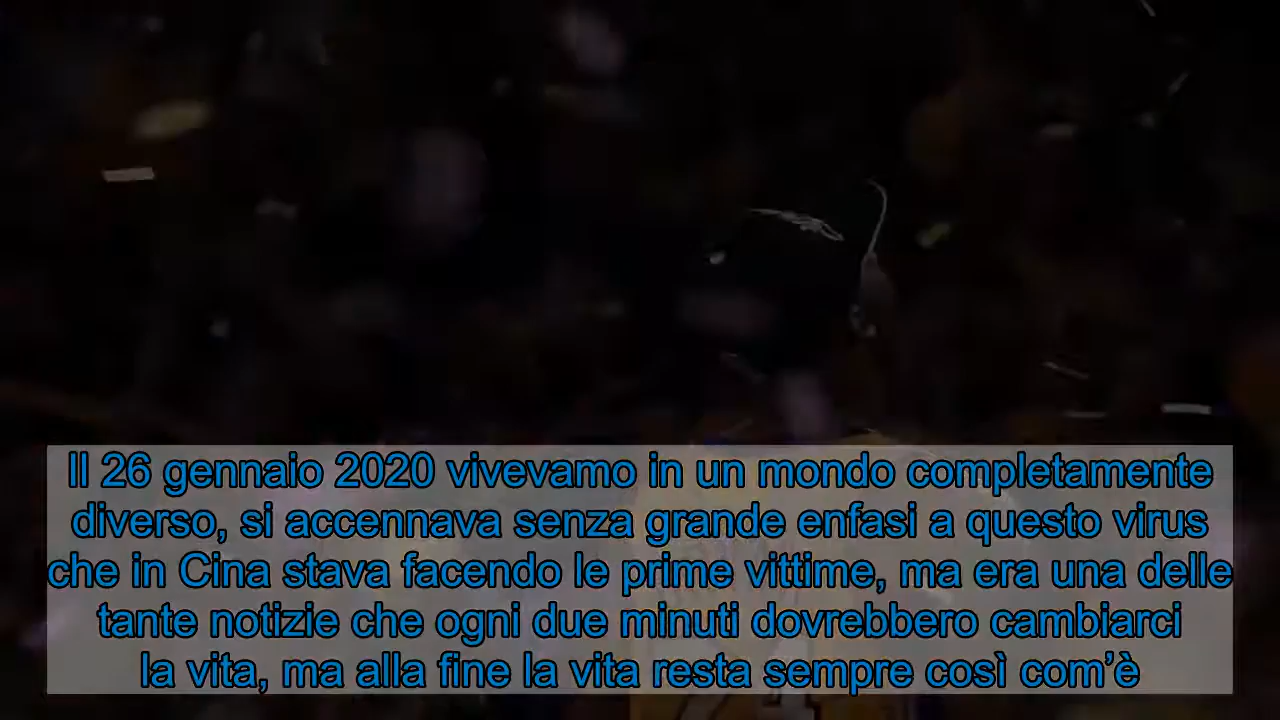 Il 26 gennaio 2020 vivevamo in un mondo completamente
diverso, si accennava senza grande enfasi a questo virus
che in Cina stava facendo le prime vittime, ma era una delle
tante notizie che ogni due minuti dovrebbero cambiarci
la vita, ma alla fine la vita resta sempre così com’è